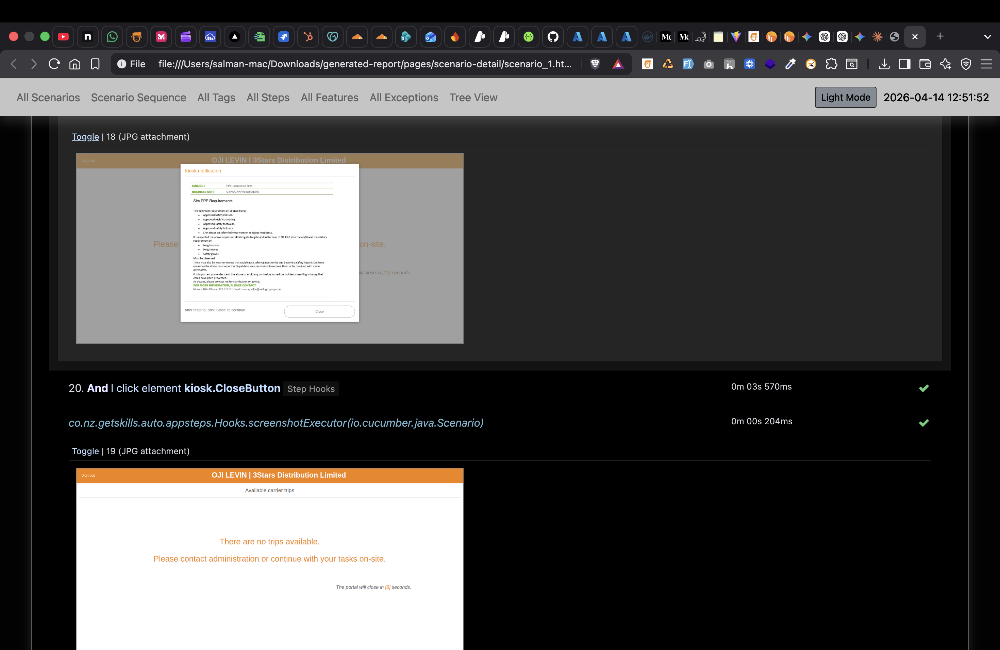 File file:///Users/salman-mac/Downloads/generated-report/pages/scenario-detail/scenario_1.ht...
All Scenarios Scenario Sequence All Tags All Steps All Features All Exceptions Tree View Light Mode 2026-04-14 12:51:52
Toggle | 18 (JPG attachment)
Sign out OJI LEVIN | 3Stars Distribution Limited
Kiosk notification
SUBJECT PPE required on sites
BUSINESS UNIT OJIFS/CHH Woodproducts
Site PPE Requirements:
The minimum requirement on all sites being:
• Approved Safety Glasses.
• Approved High Vis clothing.
• Approved safety footwear.
• Approved safety helmets.
• Chin straps on safety helmets worn on religious headdress.
It is expected the above applies on all sites gate-to-gate and in the case of OJI P&P sites the additional mandatory
requirement of:
• Long trousers
• Long sleeves
• Safety gloves
Must be observed.
There may also be weather events that could cause safety glasses to fog and become a safety hazard. On these
occasions the driver must report to Dispatch to seek permission to remove them or be provided with a safe
alternative.
It is important you understand the above to avoid any confusion, or serious incidents resulting in injury that
could have been prevented.
As always, please contact me for clarification or advice.
FOR MORE INFORMATION, PLEASE CONTACT
Murray Atkin Phone: 021 914151 Email: murray.atkin@netlogixgroup.com
After reading, click 'Close' to continue. Close
Please on-site.
will close in [10] seconds.
20. And I click element kiosk.CloseButton Step Hooks 0m 03s 570ms
co.nz.getskills.auto.appsteps.Hooks.screenshotExecutor(io.cucumber.java.Scenario) 0m 00s 204ms
Toggle | 19 (JPG attachment)
Sign out OJI LEVIN | 3Stars Distribution Limited
Available carrier trips
There are no trips available.
Please contact administration or continue with your tasks on-site.
The portal will close in [8] seconds.